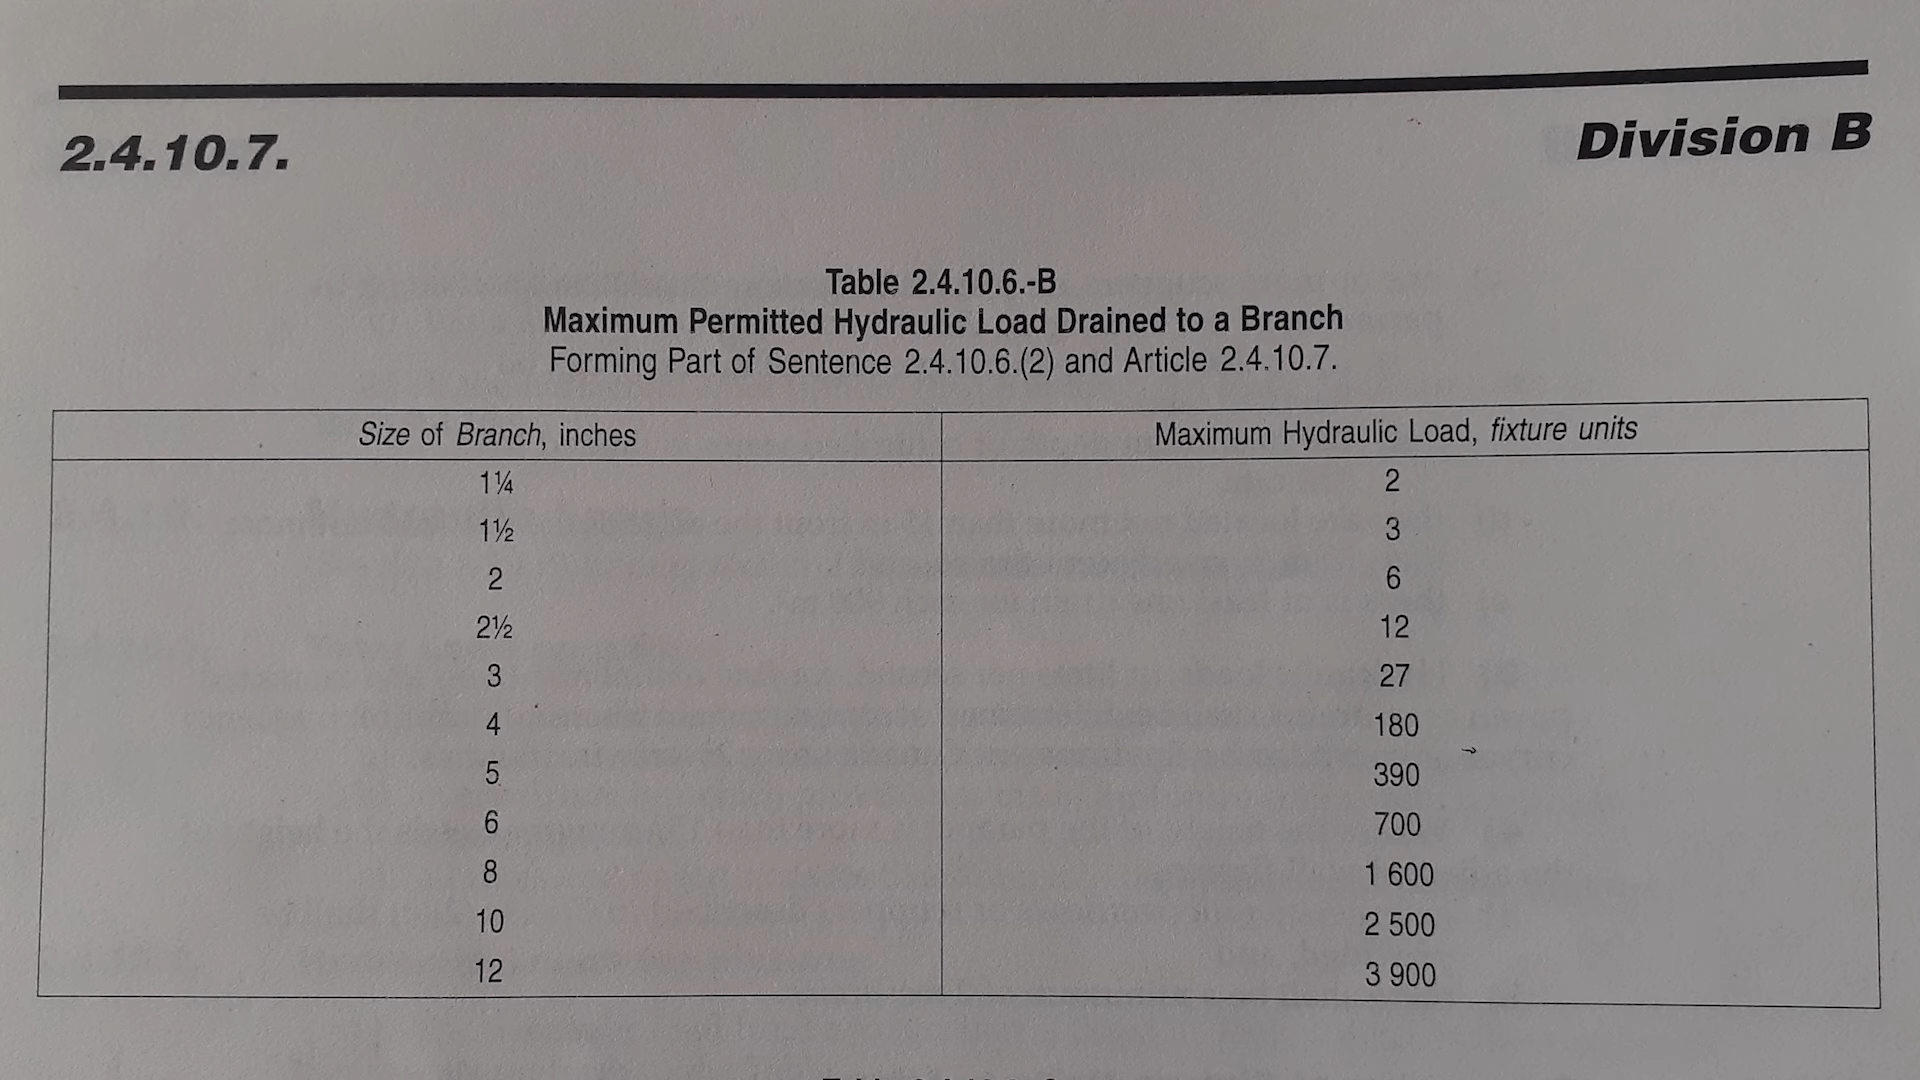 2.4.10.7. Division B
Table 2.4.10.6.-B
Maximum Permitted Hydraulic Load Drained to a Branch
Forming Part of Sentence 2.4.10.6.(2) and Article 2.4.10.7.
Size of Branch, inches Maximum Hydraulic Load, fixture units
1¼ 2
1½ 3
2 6
2½ 12
3 27
4 180
5 390
6 700
8 1 600
10 2 500
12 3 900